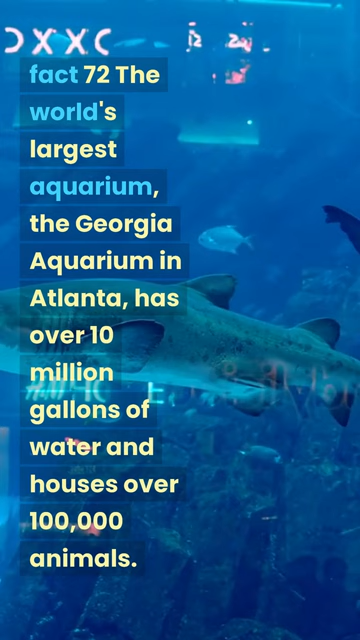 fact 72 The
world's
largest
aquarium,
the Georgia
Aquarium in
Atlanta, has
over 10
million
gallons of
water and
houses over
100,000
animals.